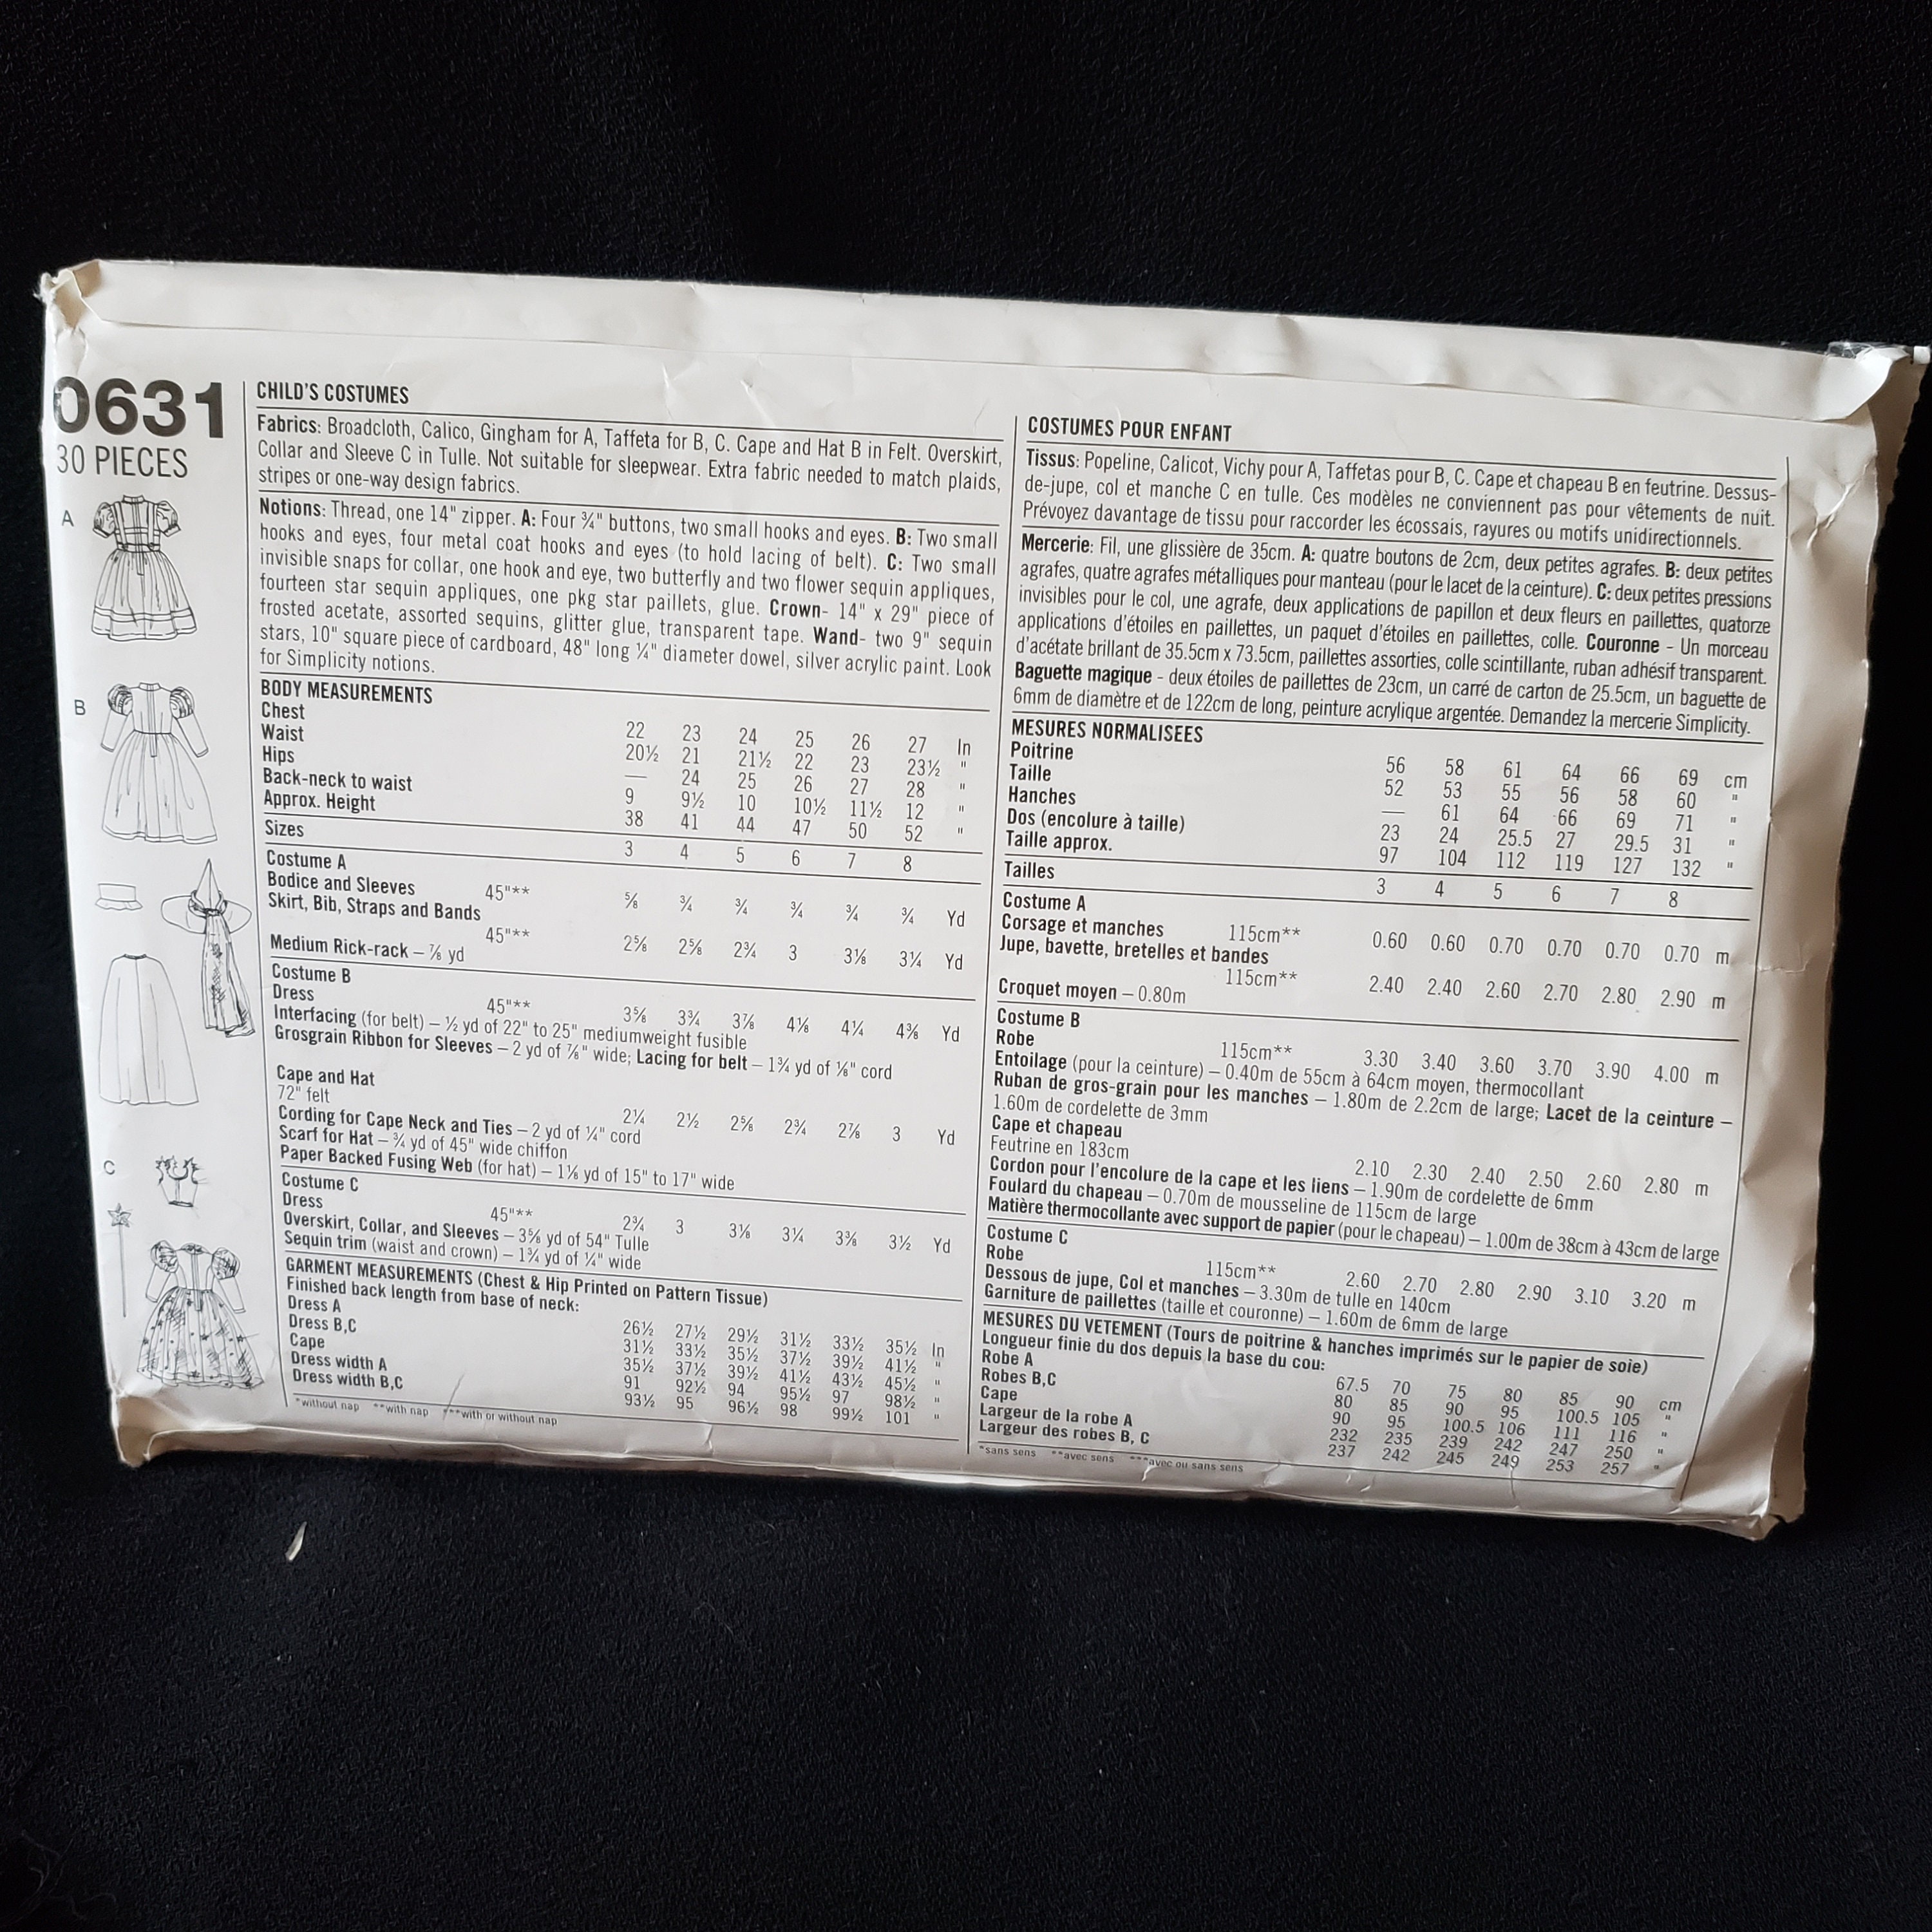 0631
30 PIECES
A
B
C
CHILD'S COSTUMES
Fabrics: Broadcloth, Calico, Gingham for A, Taffeta for B, C. Cape and Hat B in Felt. Overskirt,
Collar and Sleeve C in Tulle. Not suitable for sleepwear. Extra fabric needed to match plaids,
stripes or one-way design fabrics.
Notions: Thread, one 14" zipper. A: Four ¾" buttons, two small hooks and eyes. B: Two small
hooks and eyes, four metal coat hooks and eyes (to hold lacing of belt). C: Two small
invisible snaps for collar, one hook and eye, two butterfly and two flower sequin appliques,
fourteen star sequin appliques, one pkg star paillets, glue. Crown- 14" x 29" piece of
frosted acetate, assorted sequins, glitter glue, transparent tape. Wand- two 9" sequin
stars, 10" square piece of cardboard, 48" long ¼" diameter dowel, silver acrylic paint. Look
for Simplicity notions.
BODY MEASUREMENTS
Chest 22 23 24 25 26 27 In
Waist 20½ 21 21½ 22 23 23½ "
Hips — 24 25 26 27 28 "
Back-neck to waist 9 9½ 10 10½ 11½ 12 "
Approx. Height 38 41 44 47 50 52 "
Sizes 3 4 5 6 7 8
Costume A
Bodice and Sleeves 45"** ⅝ ¾ ¾ ¾ ¾ ¾ Yd
Skirt, Bib, Straps and Bands
45"** 2⅝ 2⅝ 2¾ 3 3⅛ 3¼ Yd
Medium Rick-rack – ⅞ yd
Costume B
Dress 45"** 3⅝ 3¾ 3⅞ 4⅛ 4¼ 4⅜ Yd
Interfacing (for belt) – ½ yd of 22" to 25" mediumweight fusible
Grosgrain Ribbon for Sleeves – 2 yd of ⅞" wide; Lacing for belt – 1¾ yd of ⅛" cord
Cape and Hat
72" felt 2¼ 2½ 2⅝ 2¾ 2⅞ 3 Yd
Cording for Cape Neck and Ties – 2 yd of ¼" cord
Scarf for Hat – ¾ yd of 45" wide chiffon
Paper Backed Fusing Web (for hat) – 1⅛ yd of 15" to 17" wide
Costume C
Dress 45"** 2¾ 3 3⅛ 3¼ 3⅜ 3½ Yd
Overskirt, Collar, and Sleeves – 3⅝ yd of 54" Tulle
Sequin trim (waist and crown) – 1¾ yd of ¼" wide
GARMENT MEASUREMENTS (Chest & Hip Printed on Pattern Tissue)
Finished back length from base of neck:
Dress A 26½ 27½ 29½ 31½ 33½ 35½ In
Dress B,C 31½ 33½ 35½ 37½ 39½ 41½ "
Cape 35½ 37½ 39½ 41½ 43½ 45½ "
Dress width A 91 92½ 94 95½ 97 98½ "
Dress width B,C 93½ 95 96½ 98 99½ 101 "
*without nap **with nap ***with or without nap
COSTUMES POUR ENFANT
Tissus: Popeline, Calicot, Vichy pour A, Taffetas pour B, C. Cape et chapeau B en feutrine. Dessus-
de-jupe, col et manche C en tulle. Ces modèles ne conviennent pas pour vêtements de nuit.
Prévoyez davantage de tissu pour raccorder les écossais, rayures ou motifs unidirectionnels.
Mercerie: Fil, une glissière de 35cm. A: quatre boutons de 2cm, deux petites agrafes. B: deux petites
agrafes, quatre agrafes métalliques pour manteau (pour le lacet de la ceinture). C: deux petites pressions
invisibles pour le col, une agrafe, deux applications de papillon et deux fleurs en paillettes, quatorze
applications d'étoiles en paillettes, un paquet d'étoiles en paillettes, colle. Couronne - Un morceau
d'acétate brillant de 35.5cm x 73.5cm, paillettes assorties, colle scintillante, ruban adhésif transparent.
Baguette magique - deux étoiles de paillettes de 23cm, un carré de carton de 25.5cm, un baguette de
6mm de diamètre et de 122cm de long, peinture acrylique argentée. Demandez la mercerie Simplicity.
MESURES NORMALISEES
Poitrine 56 58 61 64 66 69 cm
Taille 52 53 55 56 58 60 "
Hanches — 61 64 66 69 71 "
Dos (encolure à taille) 23 24 25.5 27 29.5 31 "
Taille approx. 97 104 112 119 127 132 "
Tailles 3 4 5 6 7 8
Costume A
Corsage et manches 115cm** 0.60 0.60 0.70 0.70 0.70 0.70 m
Jupe, bavette, bretelles et bandes
115cm** 2.40 2.40 2.60 2.70 2.80 2.90 m
Croquet moyen – 0.80m
Costume B
Robe 115cm** 3.30 3.40 3.60 3.70 3.90 4.00 m
Entoilage (pour la ceinture) – 0.40m de 55cm à 64cm moyen, thermocollant
Ruban de gros-grain pour les manches – 1.80m de 2.2cm de large; Lacet de la ceinture –
1.60m de cordelette de 3mm
Cape et chapeau
Feutrine en 183cm 2.10 2.30 2.40 2.50 2.60 2.80 m
Cordon pour l'encolure de la cape et les liens – 1.90m de cordelette de 6mm
Foulard du chapeau – 0.70m de mousseline de 115cm de large
Matière thermocollante avec support de papier (pour le chapeau) – 1.00m de 38cm à 43cm de large
Costume C
Robe 115cm** 2.60 2.70 2.80 2.90 3.10 3.20 m
Dessous de jupe, Col et manches – 3.30m de tulle en 140cm
Garniture de paillettes (taille et couronne) – 1.60m de 6mm de large
MESURES DU VETEMENT (Tours de poitrine & hanches imprimés sur le papier de soie)
Longueur finie du dos depuis la base du cou:
Robe A 67.5 70 75 80 85 90 cm
Robes B,C 80 85 90 95 100.5 105 "
Cape 90 95 100.5 106 111 116 "
Largeur de la robe A 232 235 239 242 247 250 "
Largeur des robes B, C 237 242 245 249 253 257 "
*sans sens **avec sens ***avec ou sans sens